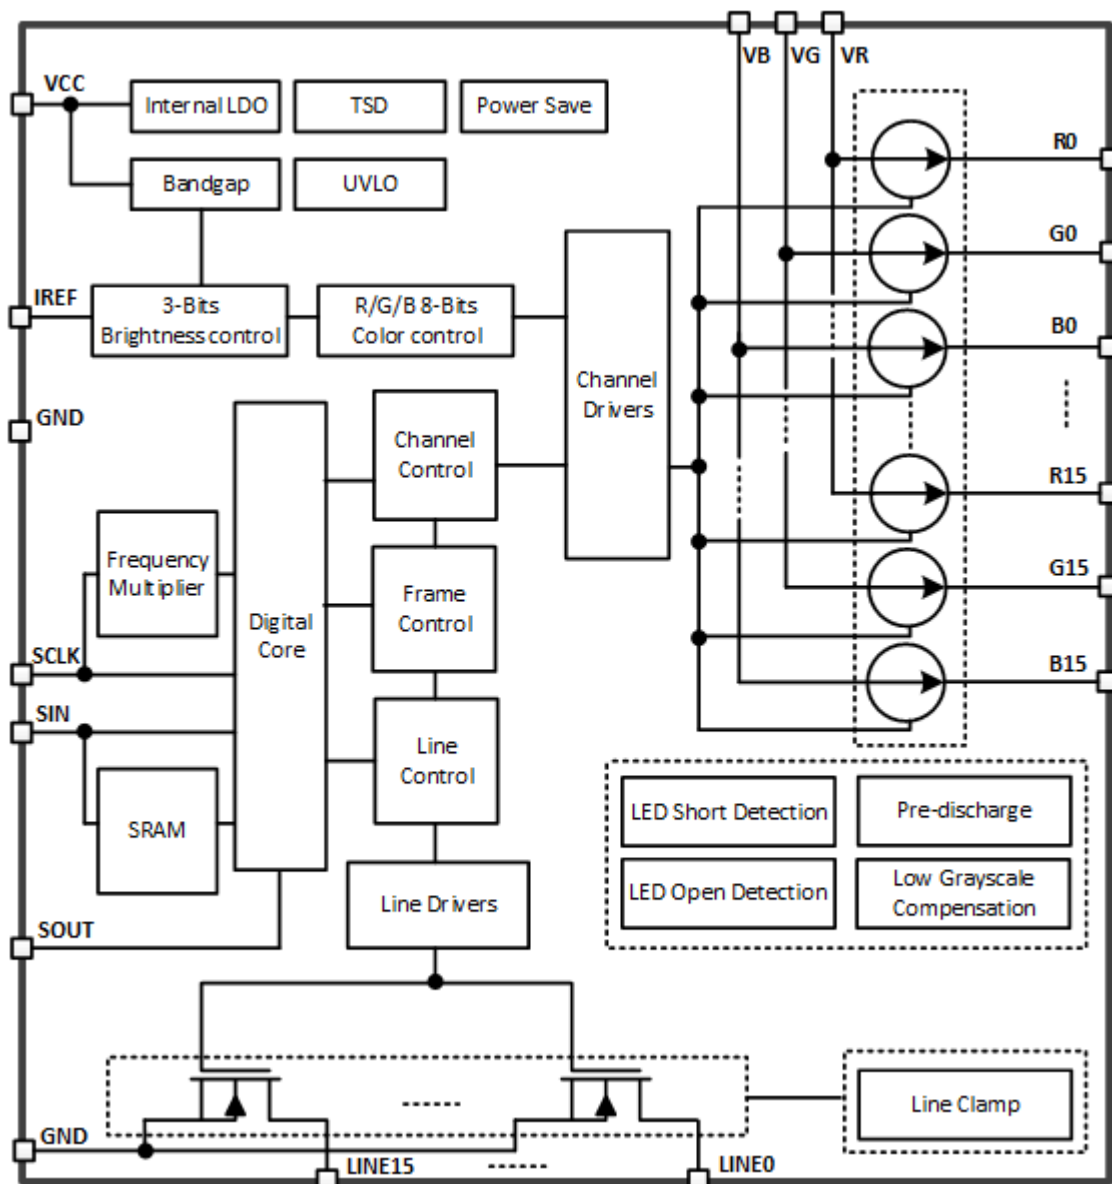 VB VG VR
VCC
Internal LDO
TSD
Power Save
Bandgap
UVLO
R0
G0
B0
R15
G15
B15
IREF
3-Bits
Brightness control
R/G/B 8-Bits
Color control
Channel
Drivers
GND
Channel
Control
Frequency
Multiplier
Digital
Core
Frame
Control
SCLK
SIN
Line
Control
SRAM
SOUT
Line Drivers
LED Short Detection
Pre-discharge
LED Open Detection
Low Grayscale
Compensation
Line Clamp
GND
LINE15
LINE0